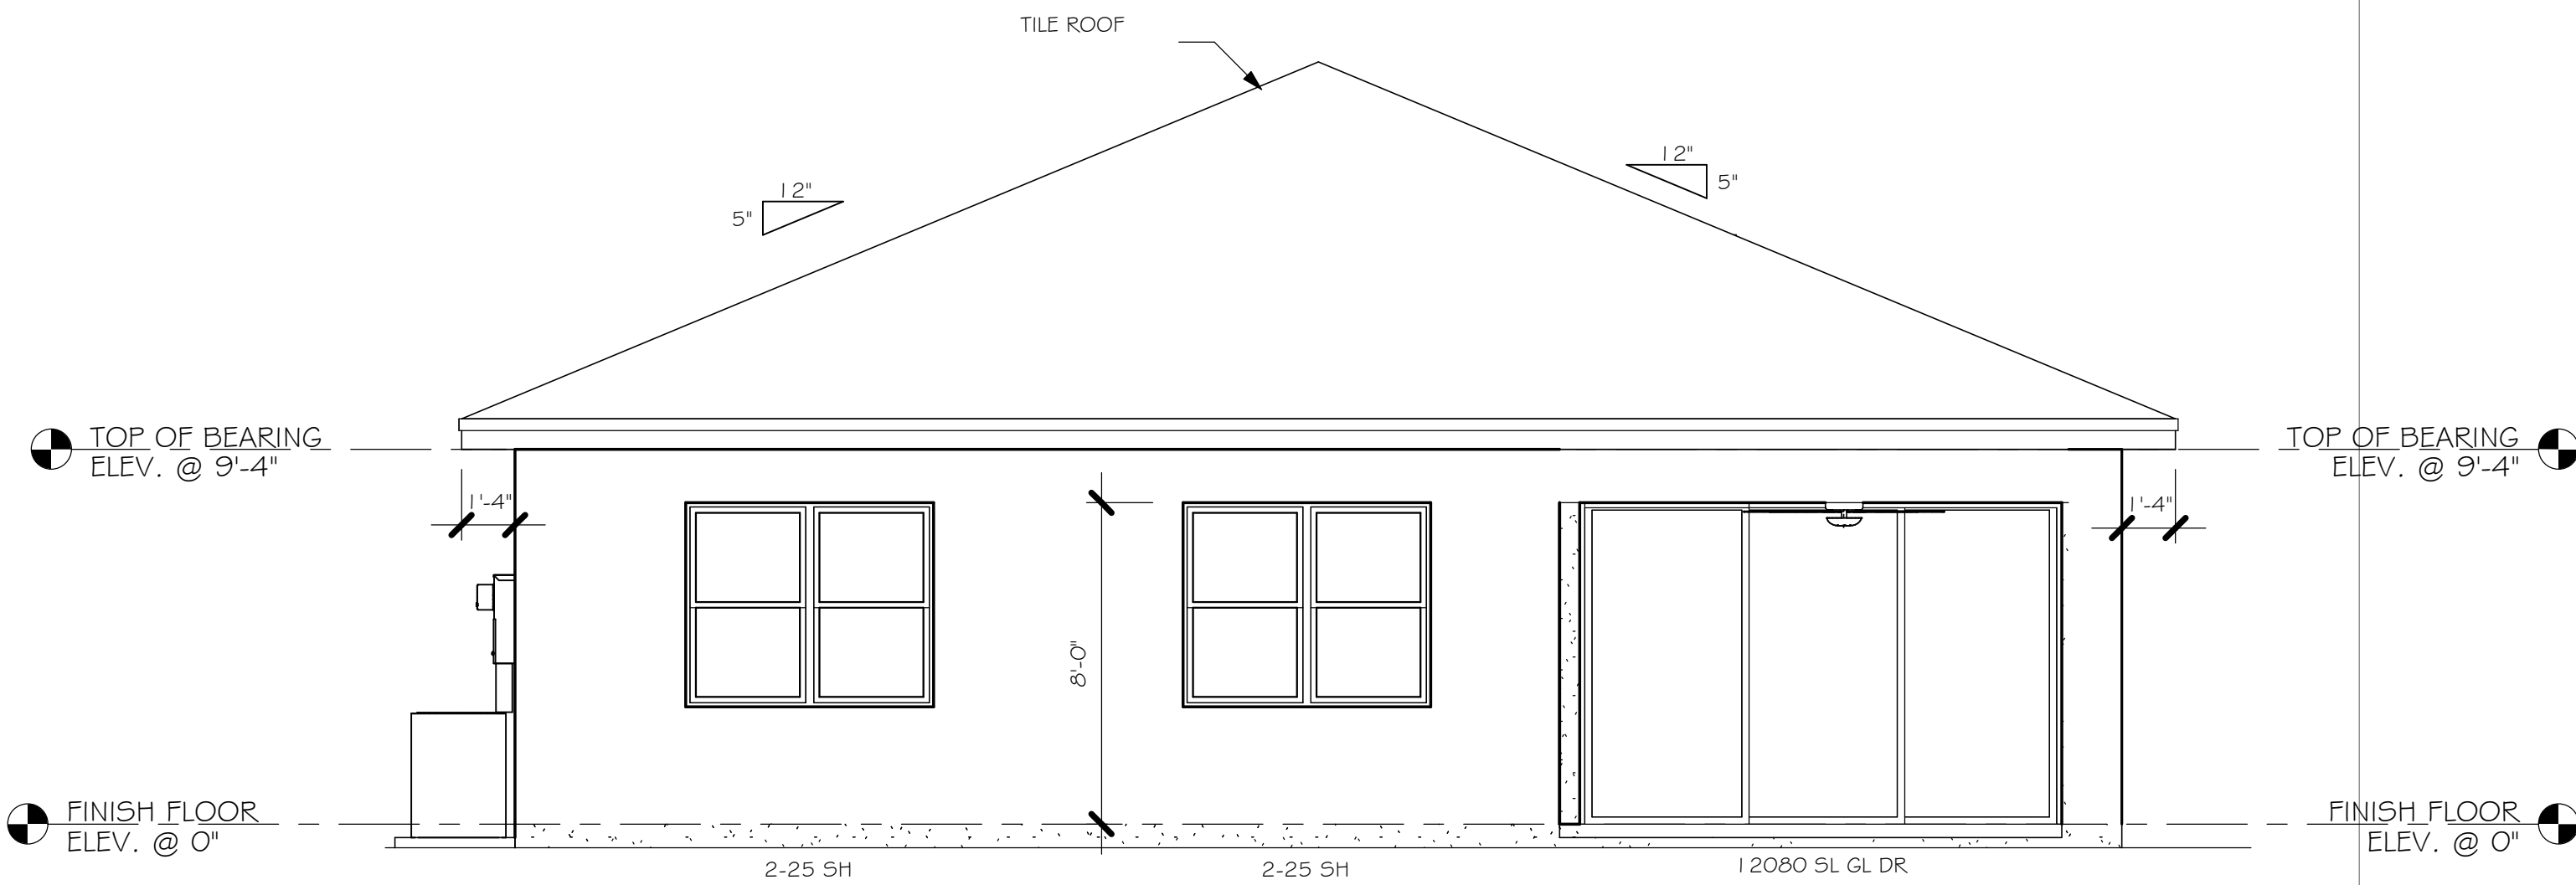 TILE ROOF
12"
5"
12"
5"
TOP OF BEARING
ELEV. @ 9'-4"
TOP OF BEARING
ELEV. @ 9'-4"
1'-4"
1'-4"
8'-0"
FINISH FLOOR
ELEV. @ 0"
FINISH FLOOR
ELEV. @ 0"
2-25 SH
2-25 SH
12080 SL GL DR